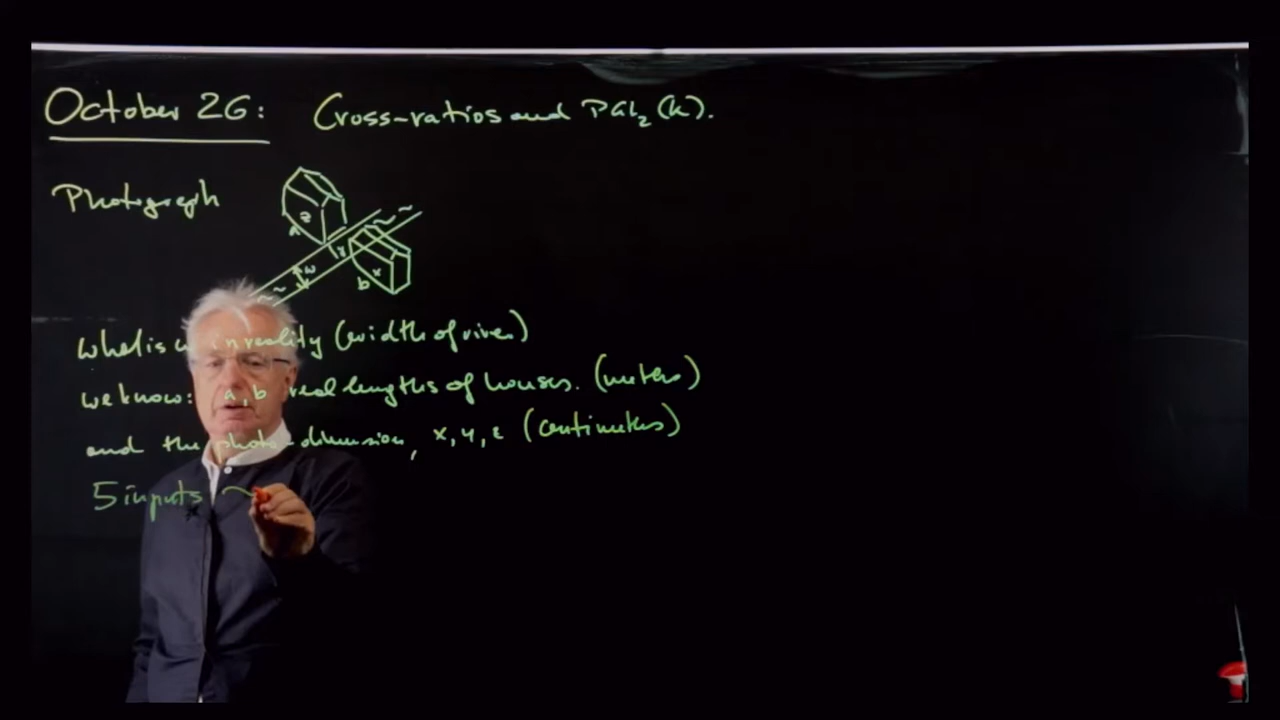 October 26: Cross-ratios and PGL₂(k).
Photograph
z
a
y
w
b x
~ ~
~ ~ ~
what is w in reality (width of river)
we know: a, b real lengths of houses. (meters)
and the photo-dimension, x, y, z (centimeters)
5 inputs